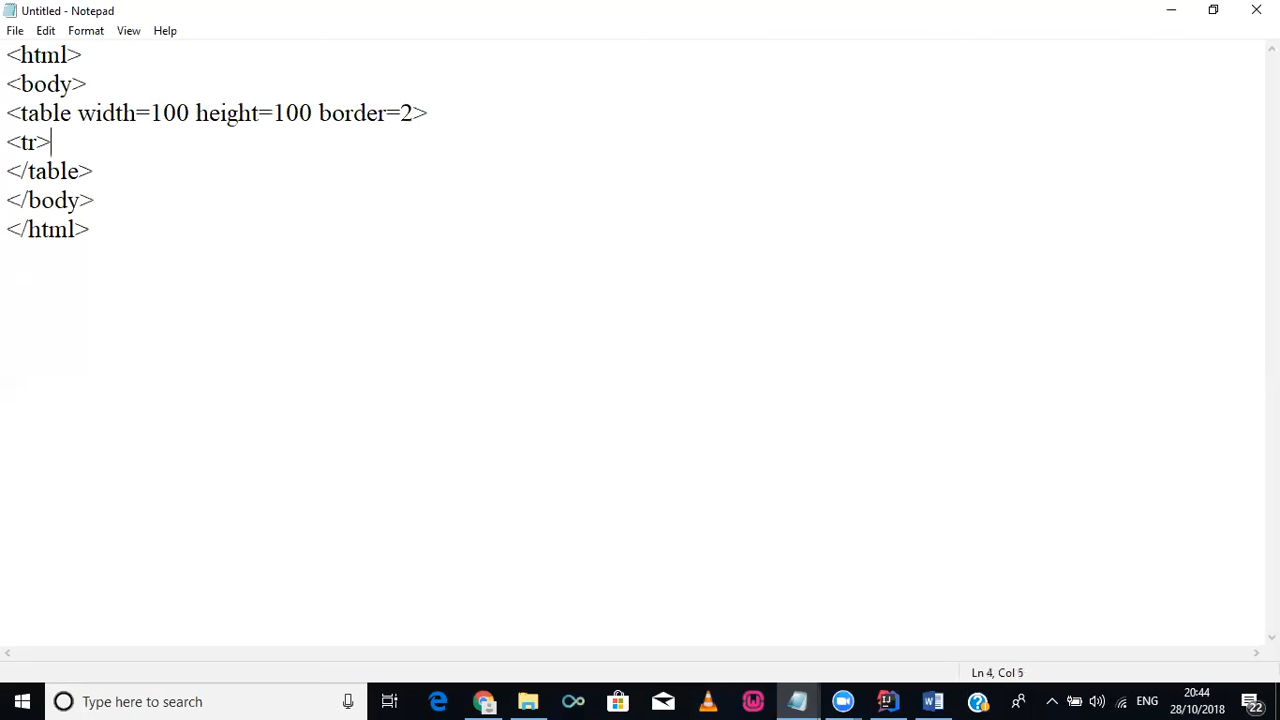 Untitled - Notepad
File Edit Format View Help
<html>
<body>
<table width=100 height=100 border=2>
<tr>
</table>
</body>
</html>
Ln 4, Col 5
Type here to search
ENG
20:44
28/10/2018
22